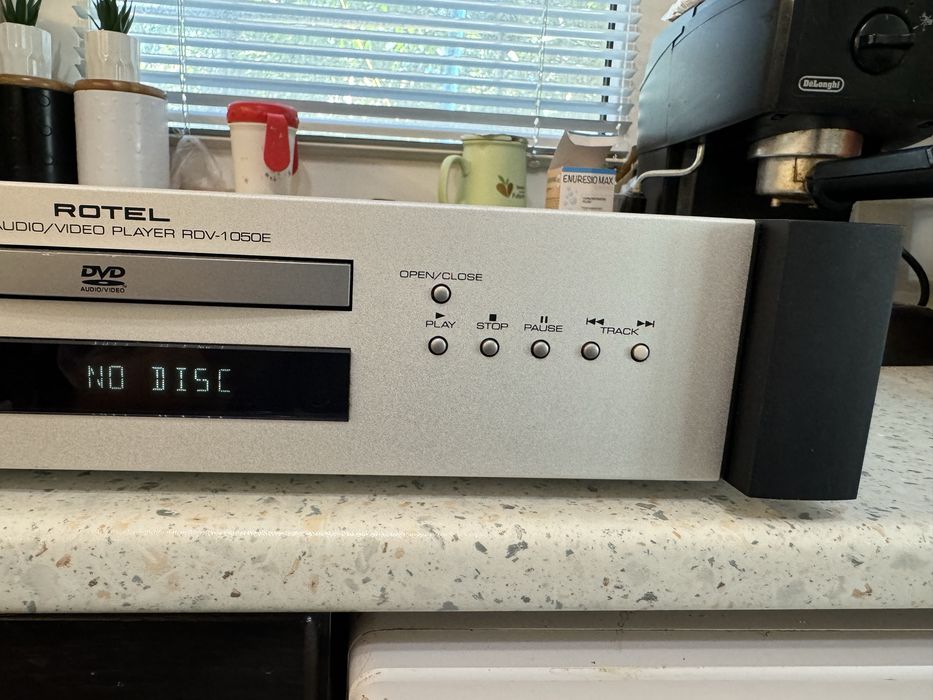 DeLonghi
ENURESIO MAX
ROTEL
AUDIO/VIDEO PLAYER RDV-1050E
DVD
AUDIO/VIDEO
OPEN/CLOSE
PLAY STOP PAUSE TRACK
NO DISC